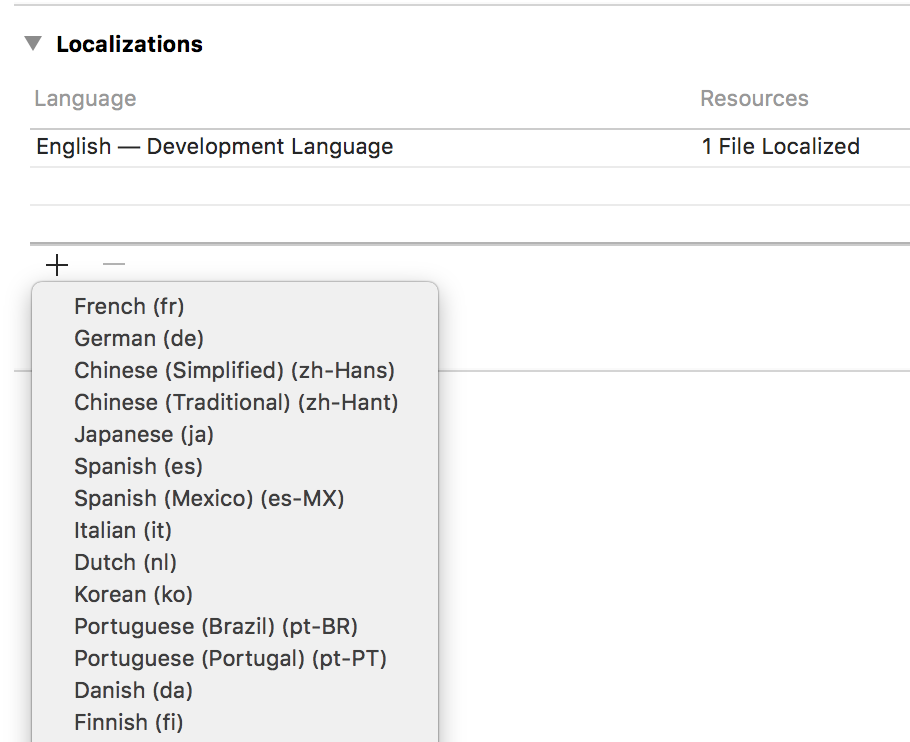 Localizations
Language Resources
English — Development Language 1 File Localized
French (fr)
German (de)
Chinese (Simplified) (zh-Hans)
Chinese (Traditional) (zh-Hant)
Japanese (ja)
Spanish (es)
Spanish (Mexico) (es-MX)
Italian (it)
Dutch (nl)
Korean (ko)
Portuguese (Brazil) (pt-BR)
Portuguese (Portugal) (pt-PT)
Danish (da)
Finnish (fi)